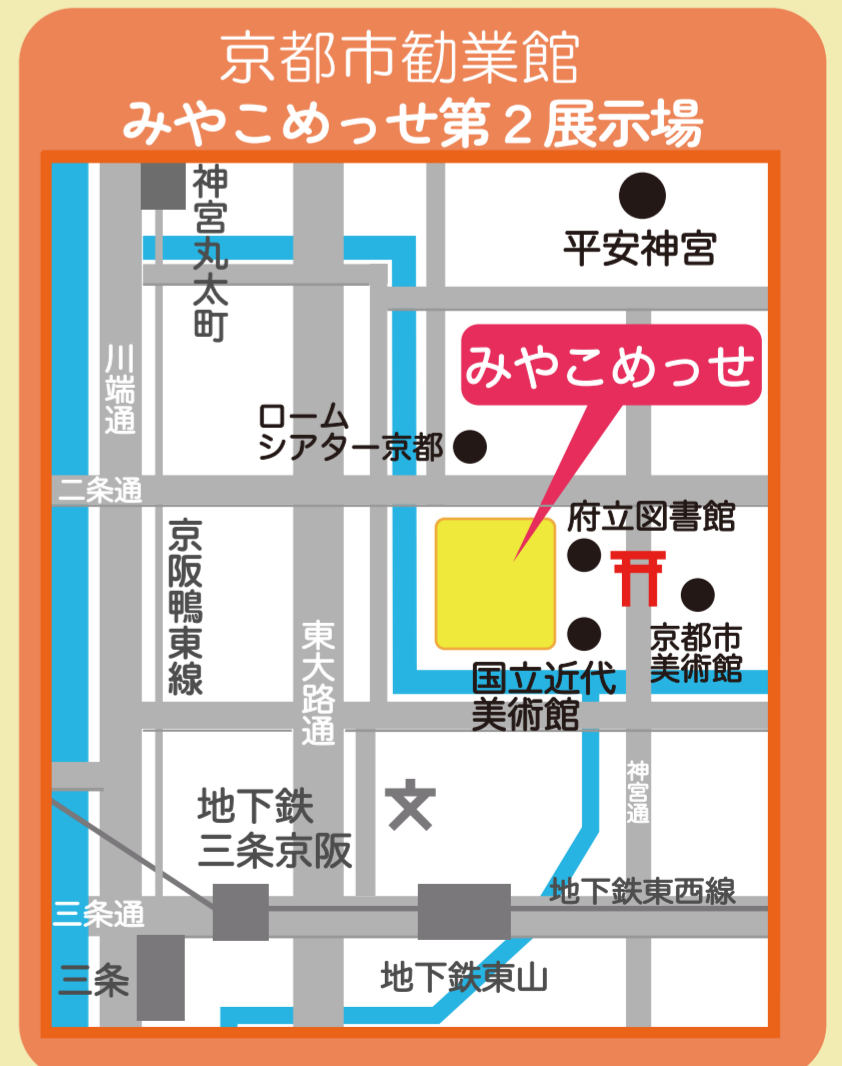 京都市勧業館
みやこめっせ第2展示場
神宮丸太町
平安神宮
川端通
みやこめっせ
ローム
シアター京都
二条通
府立図書館
京阪鴨東線
東大路通
京都市
美術館
国立近代
美術館
神宮通
地下鉄
三条京阪
地下鉄東西線
三条通
三条
地下鉄東山